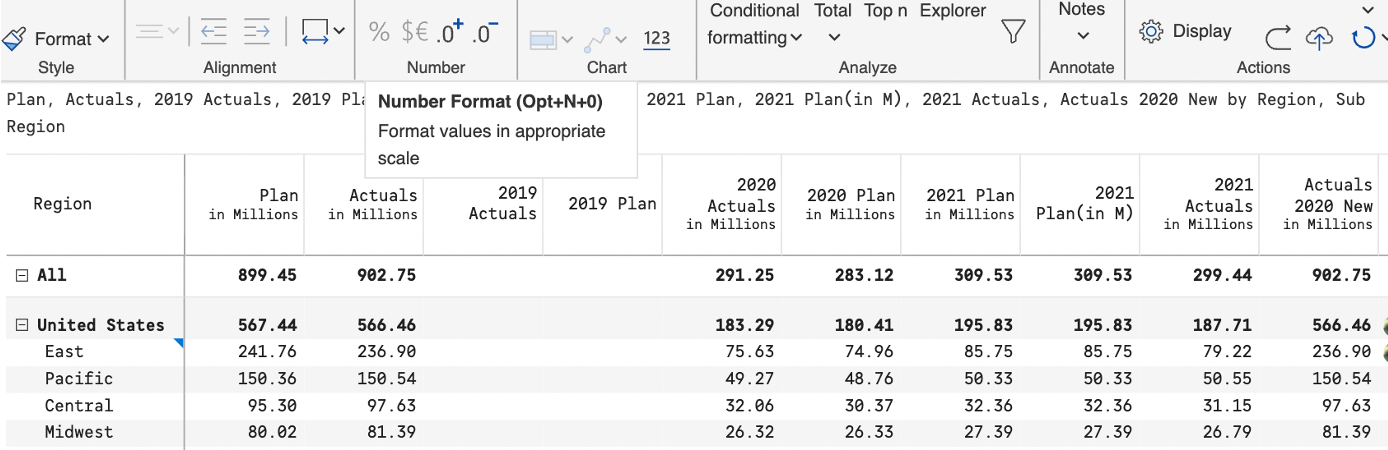 Conditional Total Top n Explorer Notes
Format % $€ .0+ .0- 123 formatting Display
Style Alignment Number Chart Analyze Annotate Actions
Plan, Actuals, 2019 Actuals, 2019 Pla 2021 Plan, 2021 Plan(in M), 2021 Actuals, Actuals 2020 New by Region, Sub
Region
Number Format (Opt+N+0)
Format values in appropriate
scale
Region Plan in Millions Actuals in Millions 2019 Actuals 2019 Plan 2020 Actuals in Millions 2020 Plan in Millions 2021 Plan in Millions 2021 Plan(in M) 2021 Actuals in Millions Actuals 2020 New in Millions
All 899.45 902.75 291.25 283.12 309.53 309.53 299.44 902.75
United States 567.44 566.46 183.29 180.41 195.83 195.83 187.71 566.46
East 241.76 236.90 75.63 74.96 85.75 85.75 79.22 236.90
Pacific 150.36 150.54 49.27 48.76 50.33 50.33 50.55 150.54
Central 95.30 97.63 32.06 30.37 32.36 32.36 31.15 97.63
Midwest 80.02 81.39 26.32 26.33 27.39 27.39 26.79 81.39